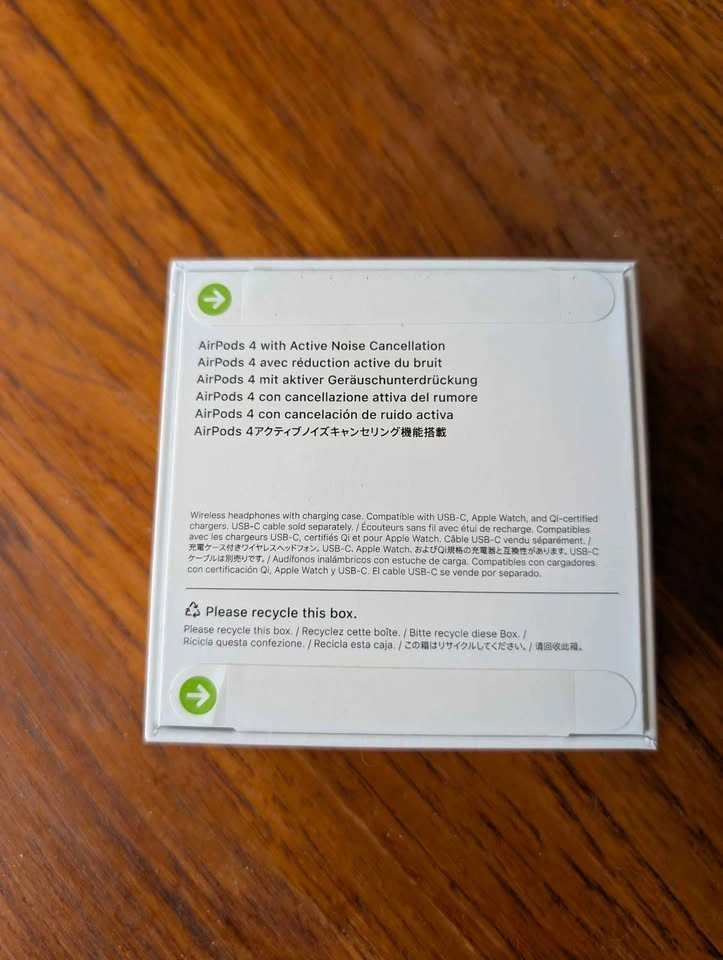 AirPods 4 with Active Noise Cancellation
AirPods 4 avec réduction active du bruit
AirPods 4 mit aktiver Geräuschunterdrückung
AirPods 4 con cancellazione attiva del rumore
AirPods 4 con cancelación de ruido activa
AirPods 4アクティブノイズキャンセリング機能搭載
Wireless headphones with charging case. Compatible with USB-C, Apple Watch, and Qi-certified
chargers. USB-C cable sold separately. / Écouteurs sans fil avec étui de recharge. Compatibles
avec les chargeurs USB-C, certifiés Qi et pour Apple Watch. Câble USB-C vendu séparément. /
充電ケース付きワイヤレスヘッドフォン。USB-C、Apple Watch、およびQi規格の充電器と互換性があります。USB-C
ケーブルは別売りです。/ Audífonos inalámbricos con estuche de carga. Compatibles con cargadores
con certificación Qi, Apple Watch y USB-C. El cable USB-C se vende por separado.
Please recycle this box.
Please recycle this box. / Recyclez cette boîte. / Bitte recycle diese Box. /
Ricicla questa confezione. / Recicla esta caja. / この箱はリサイクルしてください。/ 请回收此箱。